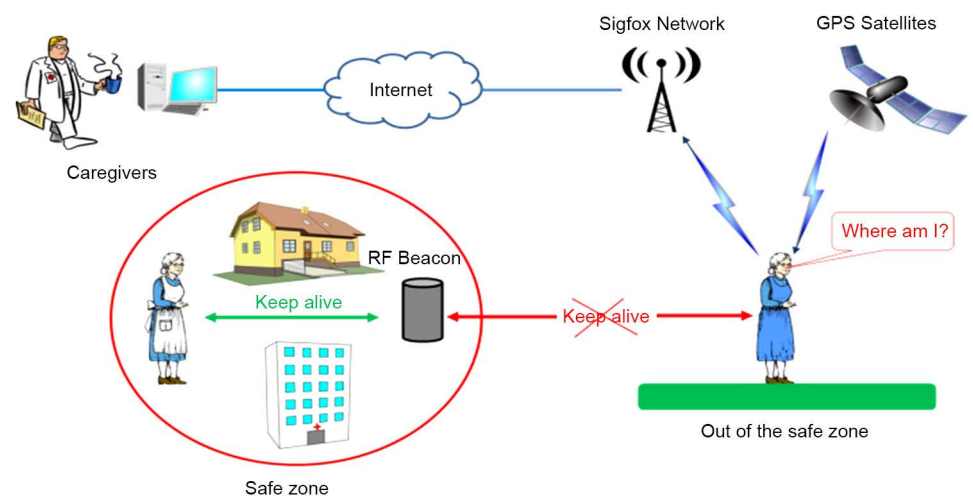 Sigfox Network
GPS Satellites
Internet
Caregivers
Where am I?
RF Beacon
Keep alive
Keep alive
Out of the safe zone
Safe zone